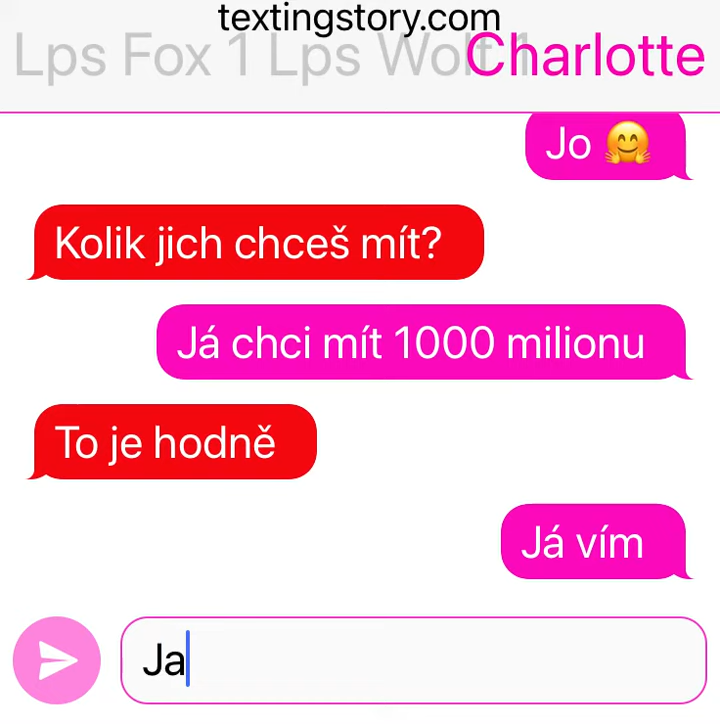 textingstory.com
Lps Fox 1 Lps Wolf 1 Charlotte
Jo 🤗
Kolik jich chceš mít?
Já chci mít 1000 milionu
To je hodně
Já vím
Ja